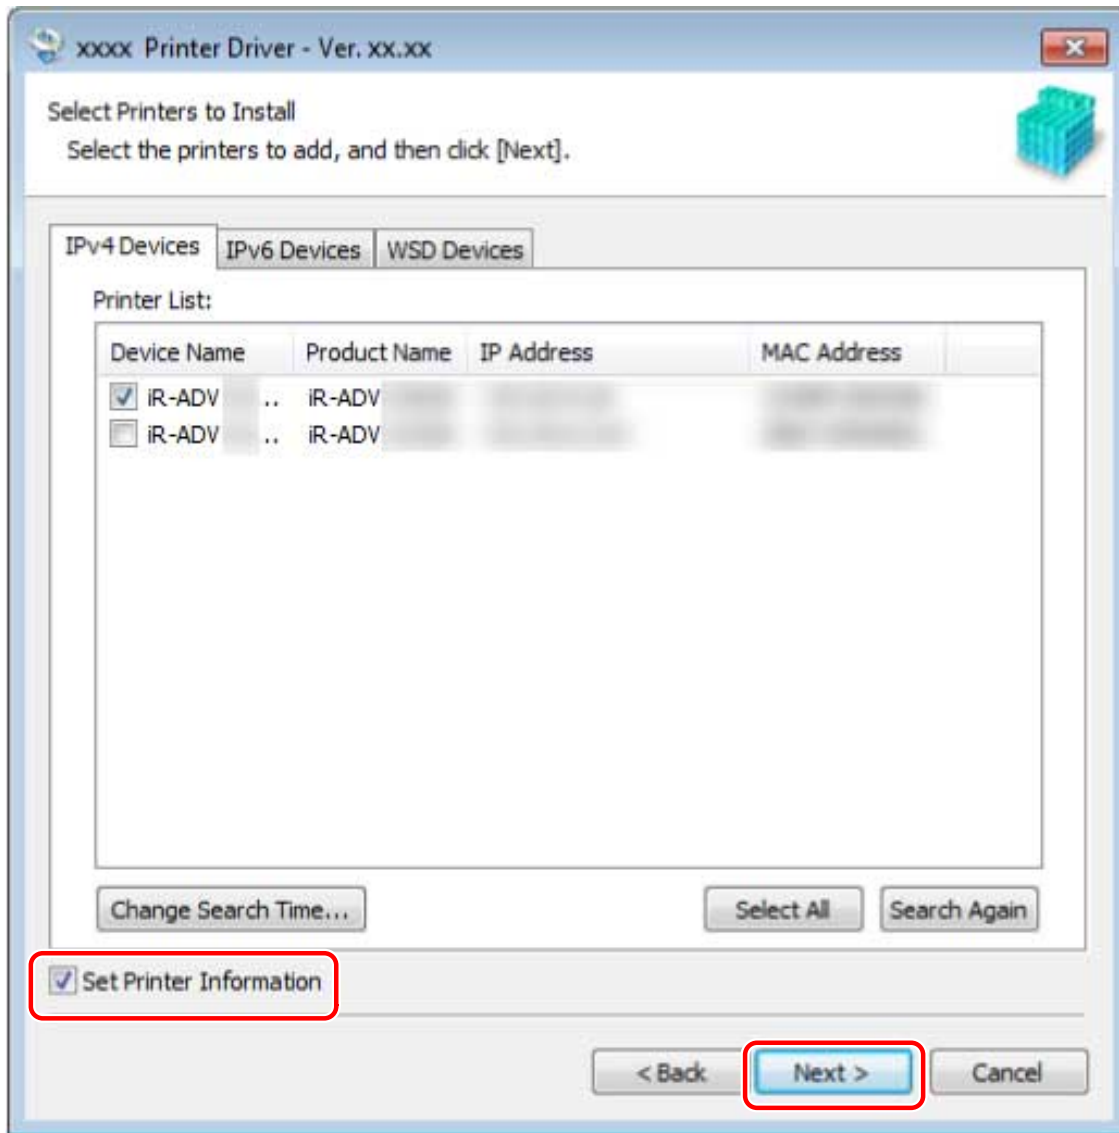 xxxx Printer Driver - Ver. xx.xx
Select Printers to Install
Select the printers to add, and then click [Next].
IPv4 Devices IPv6 Devices WSD Devices
Printer List:
Device Name Product Name IP Address MAC Address
iR-ADV .. iR-ADV
iR-ADV .. iR-ADV
Change Search Time... Select All Search Again
Set Printer Information
< Back Next > Cancel